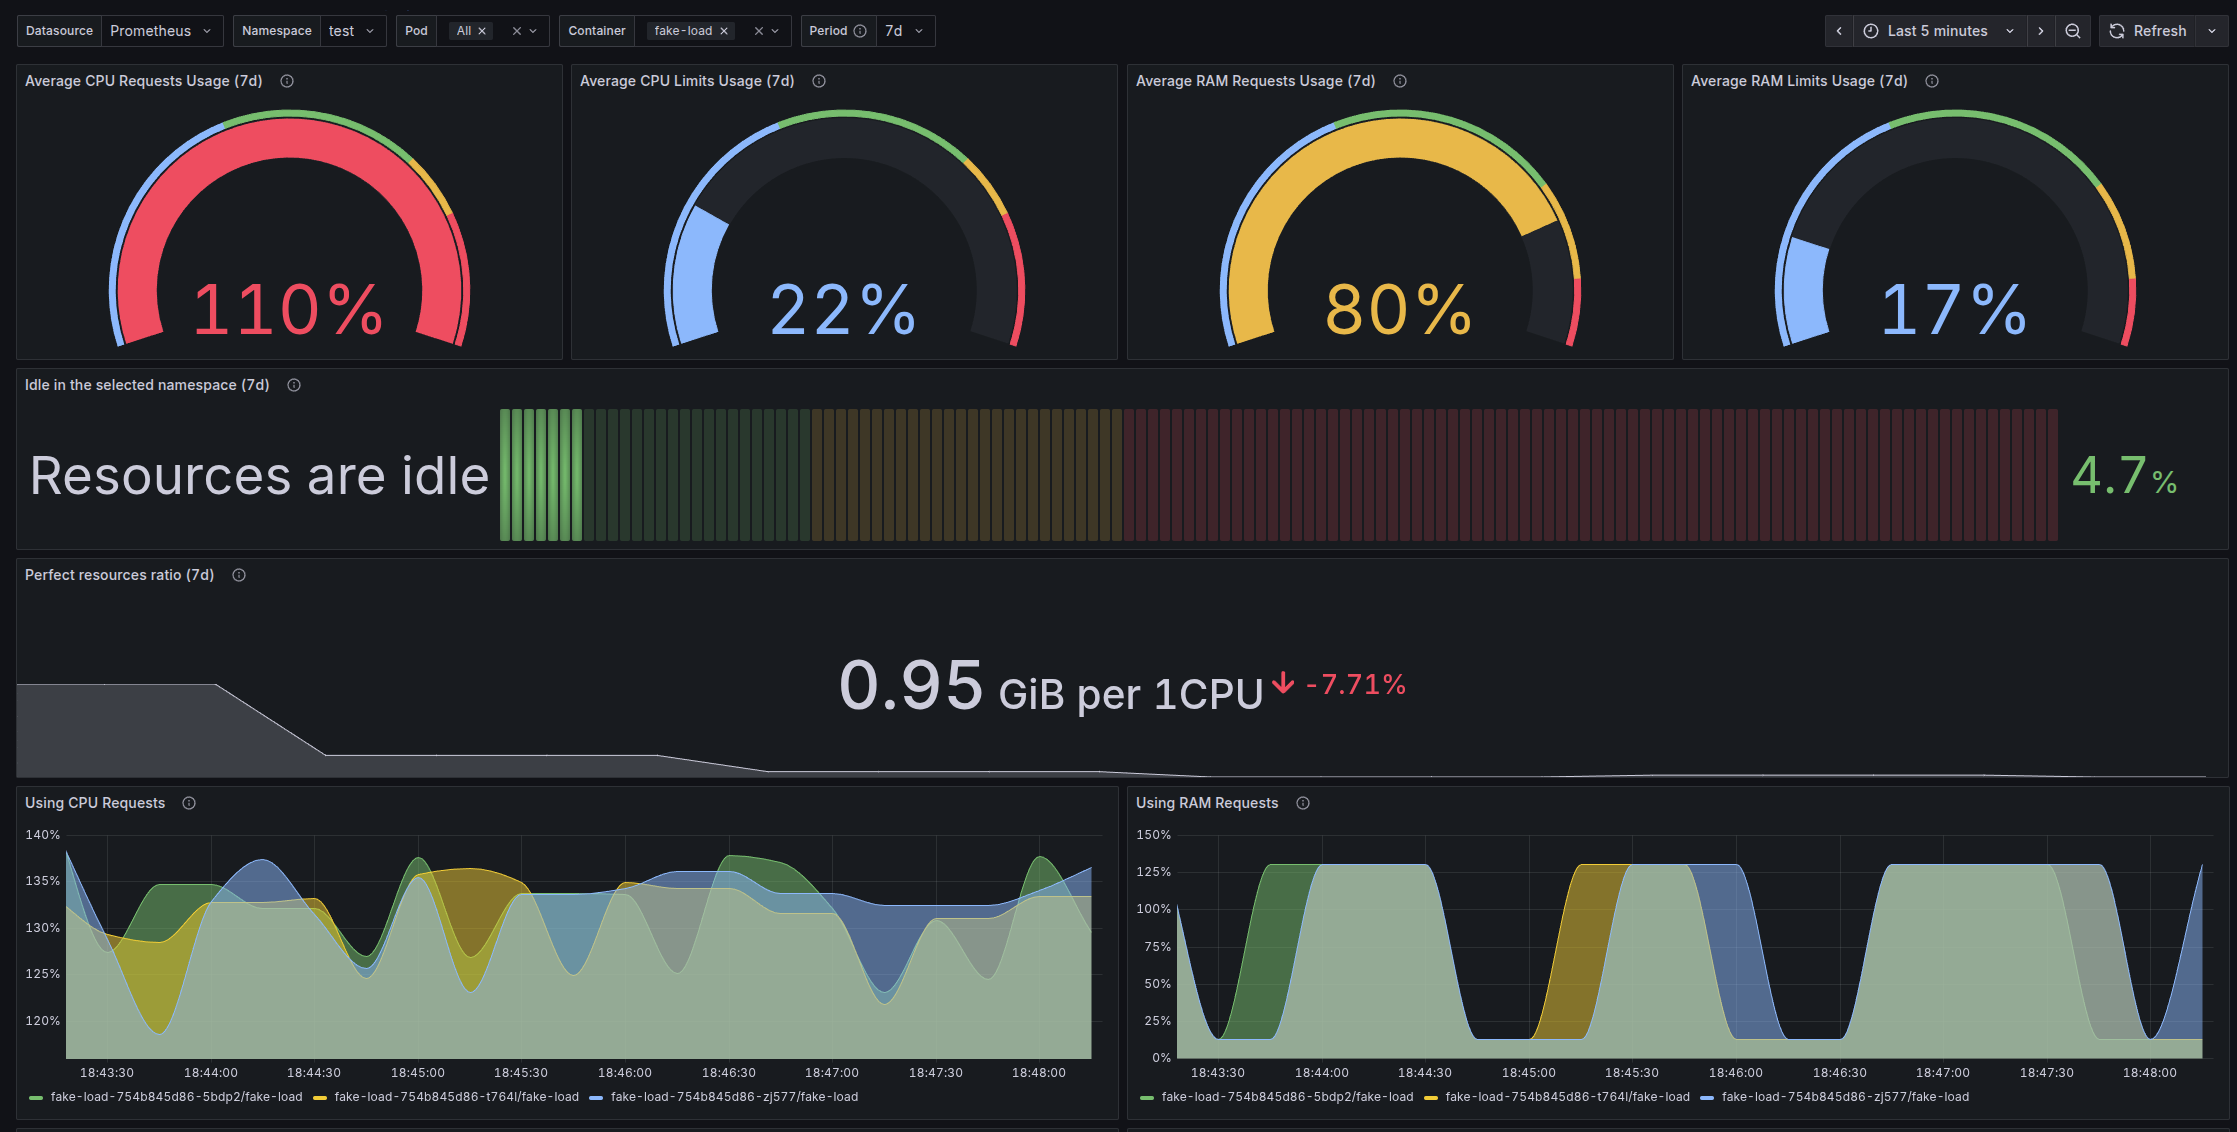 Datasource Prometheus Namespace test Pod All Container fake-load Period 7d Last 5 minutes Refresh
Average CPU Requests Usage (7d)
110%
Average CPU Limits Usage (7d)
22%
Average RAM Requests Usage (7d)
80%
Average RAM Limits Usage (7d)
17%
Idle in the selected namespace (7d)
Resources are idle 4.7%
Perfect resources ratio (7d)
0.95 GiB per 1CPU -7.71%
Using CPU Requests
140%
135%
130%
125%
120%
18:43:30 18:44:00 18:44:30 18:45:00 18:45:30 18:46:00 18:46:30 18:47:00 18:47:30 18:48:00
fake-load-754b845d86-5bdp2/fake-load fake-load-754b845d86-t764l/fake-load fake-load-754b845d86-zj577/fake-load
Using RAM Requests
150%
125%
100%
75%
50%
25%
0%
18:43:30 18:44:00 18:44:30 18:45:00 18:45:30 18:46:00 18:46:30 18:47:00 18:47:30 18:48:00
fake-load-754b845d86-5bdp2/fake-load fake-load-754b845d86-t764l/fake-load fake-load-754b845d86-zj577/fake-load